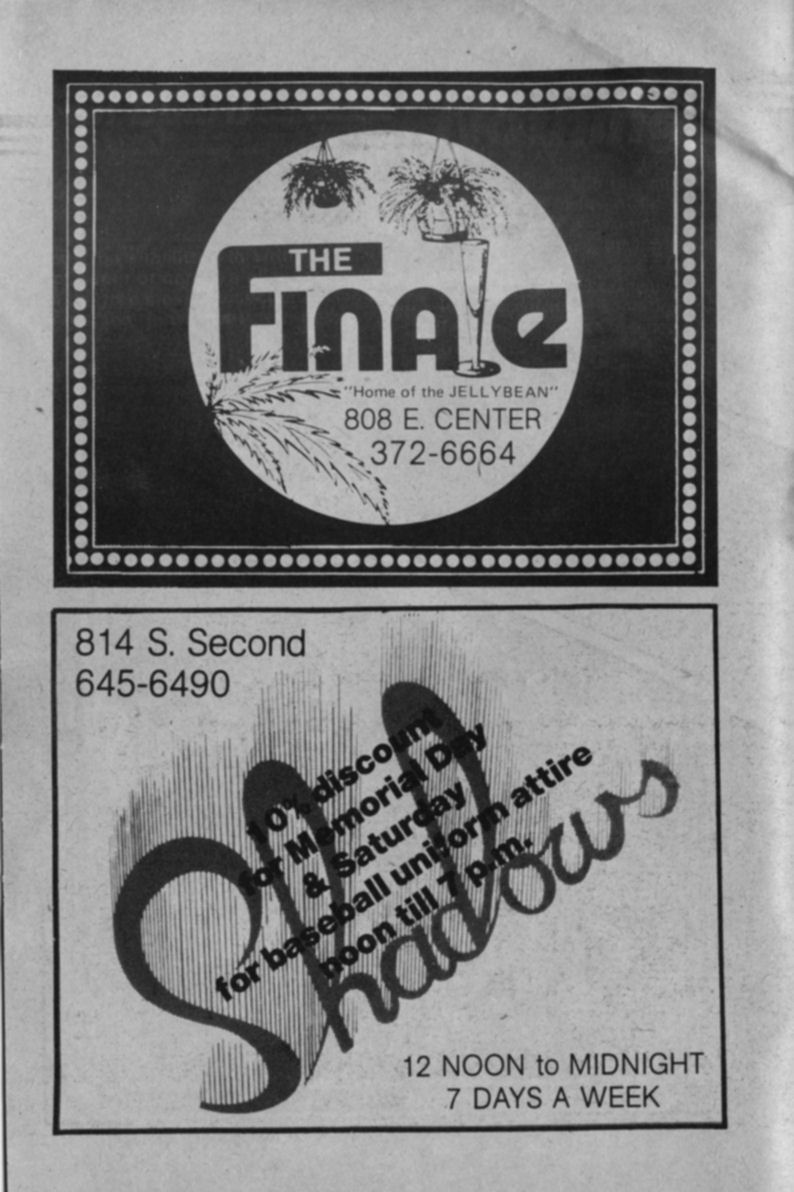 THE
FINALE
"Home of the JELLYBEAN"
808 E. CENTER
372-6664
814 S. Second
645-6490
10% discount
for Memorial Day
& Saturday
for baseball uniform attire
noon till 7 p.m.
Shadows
12 NOON to MIDNIGHT
7 DAYS A WEEK